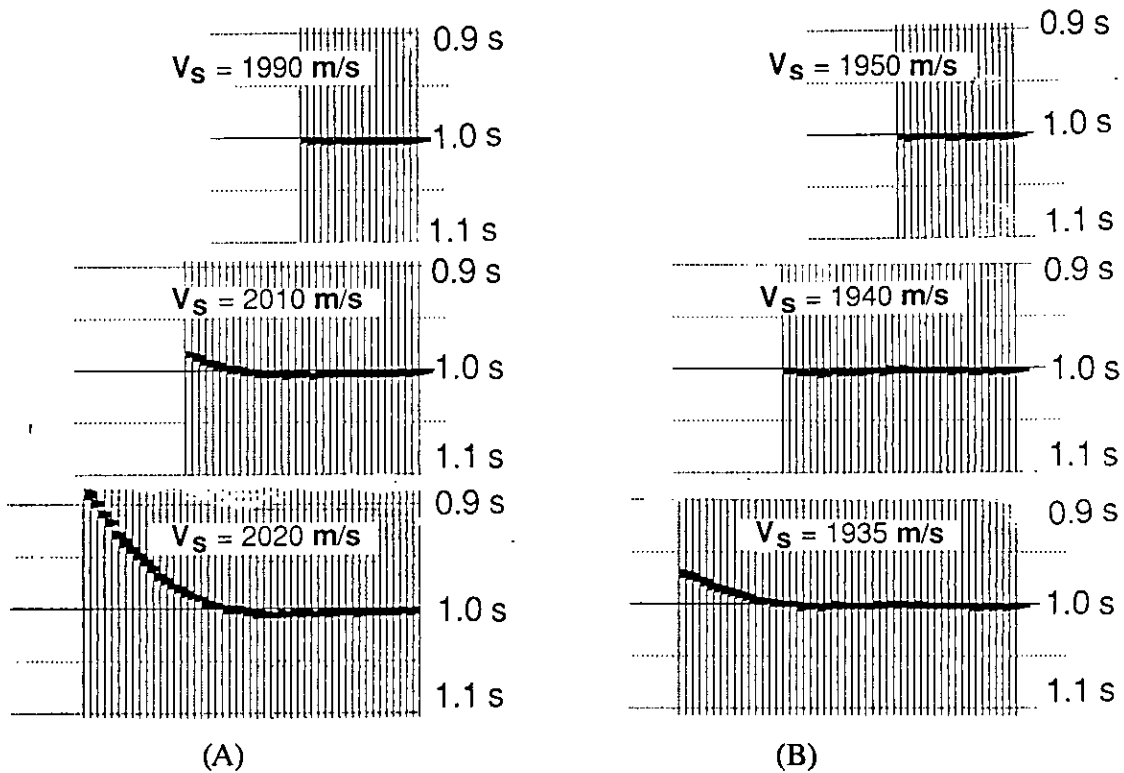 0.9 s
V_S = 1990 m/s
1.0 s
1.1 s
0.9 s
V_S = 2010 m/s
1.0 s
1.1 s
0.9 s
V_S = 2020 m/s
1.0 s
1.1 s
(A)
0.9 s
V_S = 1950 m/s
1.0 s
1.1 s
0.9 s
V_S = 1940 m/s
1.0 s
1.1 s
0.9 s
V_S = 1935 m/s
1.0 s
1.1 s
(B)